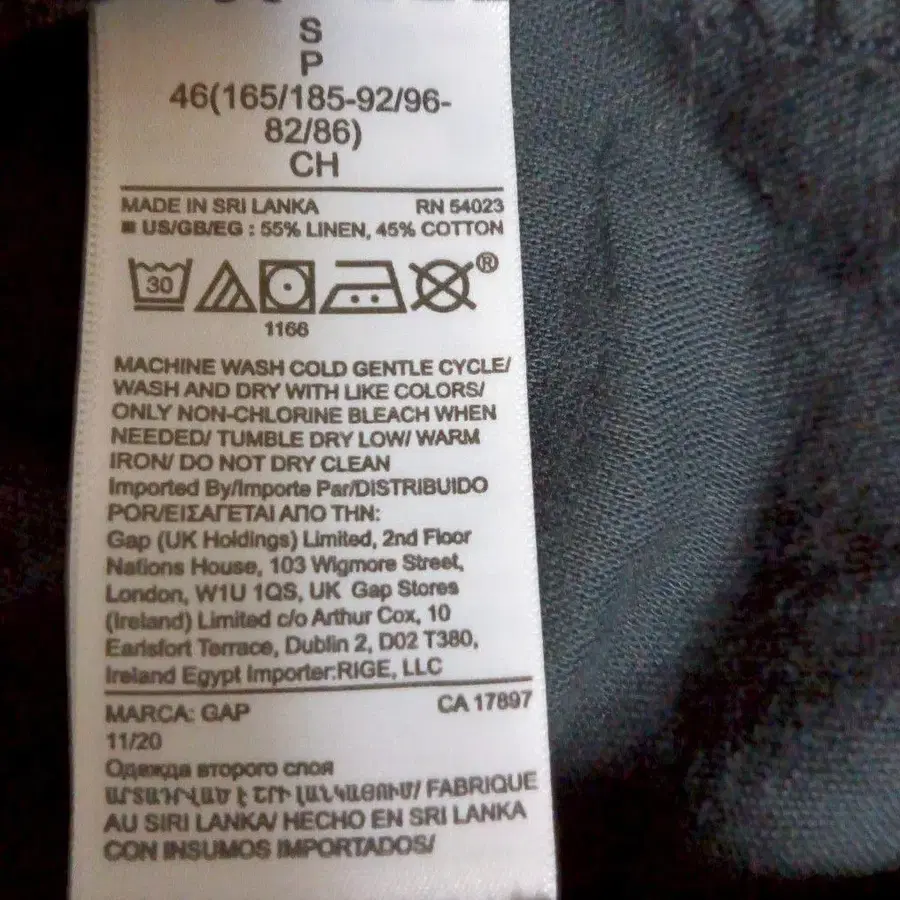 S
P
46(165/185-92/96-
82/86)
CH
MADE IN SRI LANKA RN 54023
US/GB/EG : 55% LINEN, 45% COTTON
30 ®
1166
MACHINE WASH COLD GENTLE CYCLE/
WASH AND DRY WITH LIKE COLORS/
ONLY NON-CHLORINE BLEACH WHEN
NEEDED/ TUMBLE DRY LOW/ WARM
IRON/ DO NOT DRY CLEAN
Imported By/Importe Par/DISTRIBUIDO
POR/ΕΙΣΑΓΕΤΑΙ ΑΠΟ ΤΗΝ:
Gap (UK Holdings) Limited, 2nd Floor
Nations House, 103 Wigmore Street,
London, W1U 1QS, UK Gap Stores
(Ireland) Limited c/o Arthur Cox, 10
Earlsfort Terrace, Dublin 2, D02 T380,
Ireland Egypt Importer:RIGE, LLC
MARCA: GAP CA 17897
11/20
Одежда второго слоя
ԱՐՏԱԴՐՎԱԾ Է ՇՐԻ ԼԱՆԿԱՅՈՒՄ/ FABRIQUE
AU SIRI LANKA/ HECHO EN SRI LANKA
CON INSUMOS IMPORTADOS/